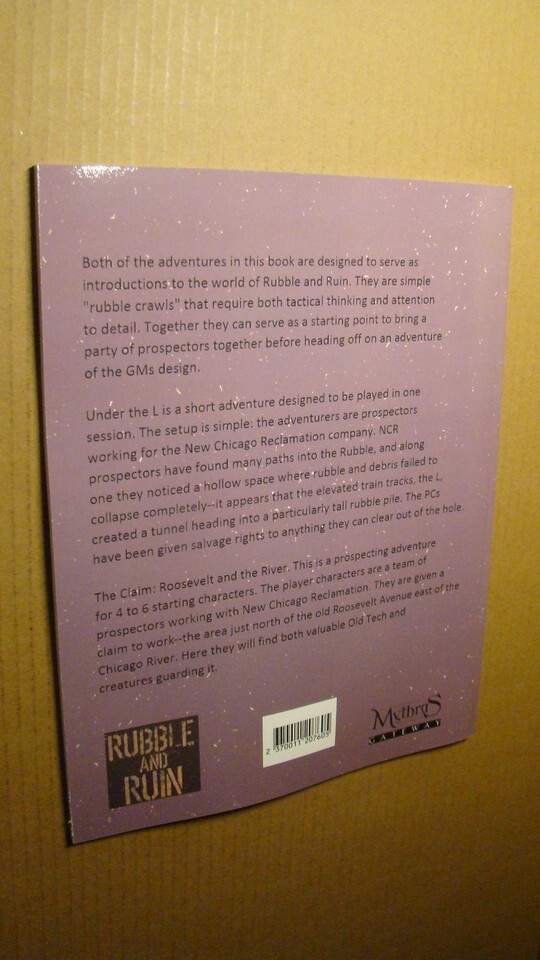 Both of the adventures in this book are designed to serve as
introductions to the world of Rubble and Ruin. They are simple
"rubble crawls" that require both tactical thinking and attention
to detail. Together they can serve as a starting point to bring a
party of prospectors together before heading off on an adventure
of the GMs design.
Under the L is a short adventure designed to be played in one
session. The setup is simple: the adventurers are prospectors
working for the New Chicago Reclamation company. NCR
prospectors have found many paths into the Rubble, and along
one they noticed a hollow space where rubble and debris failed to
collapse completely--it appears that the elevated train tracks, the L,
created a tunnel heading into a particularly tall rubble pile. The PCs
have been given salvage rights to anything they can clear out of the hole.
The Claim: Roosevelt and the River. This is a prospecting adventure
for 4 to 6 starting characters. The player characters are a team of
prospectors working with New Chicago Reclamation. They are given a
claim to work--the area just north of the old Roosevelt Avenue east of the
Chicago River. Here they will find both valuable Old Tech and
creatures guarding it.
RUBBLE
AND
RUIN
2 370011 207605
MythraS
GATEWAY